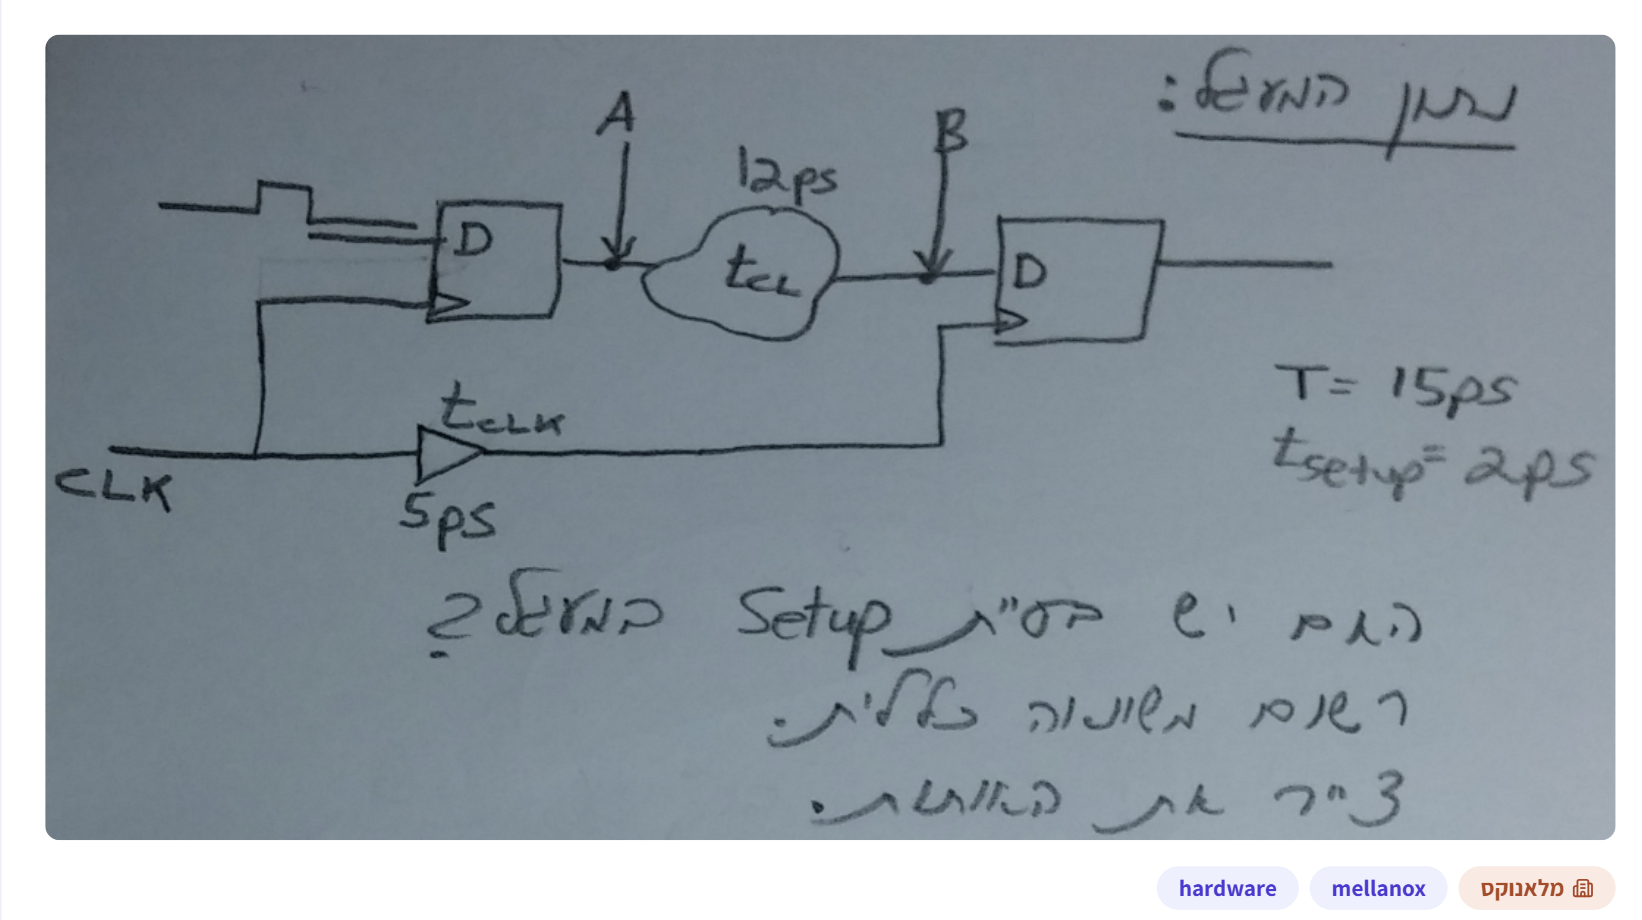 נתון המעגל:
A
B
12ps
D
tCL
D
T= 15ps
tsetup= 2ps
tCLK
CLK
5ps
האם יש בעיית Setup במעגל?
רשום משוואה כללית.
צייר את האותות.
hardware
mellanox
מלאנוקס